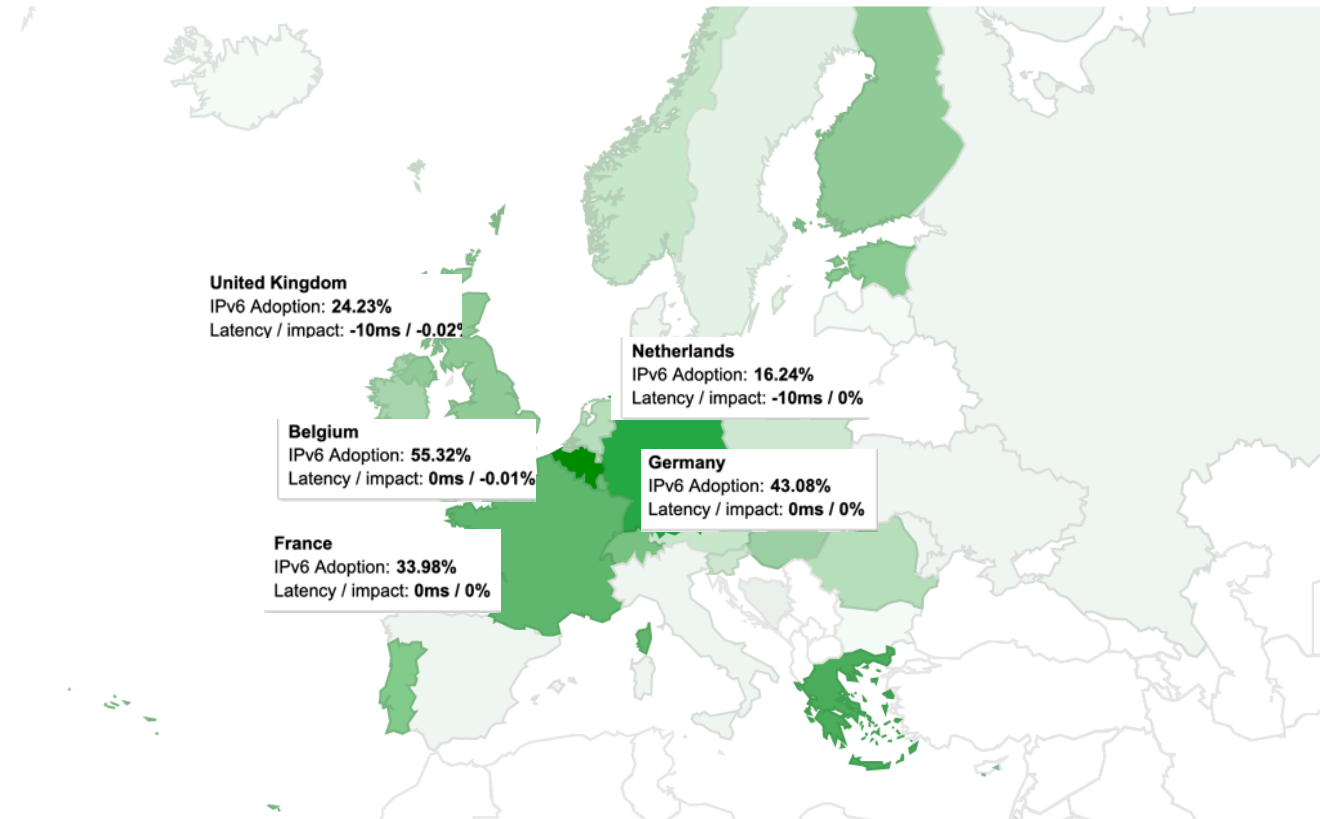 United Kingdom
IPv6 Adoption: 24.23%
Latency / impact: -10ms / -0.02%
Netherlands
IPv6 Adoption: 16.24%
Latency / impact: -10ms / 0%
Belgium
IPv6 Adoption: 55.32%
Latency / impact: 0ms / -0.01%
Germany
IPv6 Adoption: 43.08%
Latency / impact: 0ms / 0%
France
IPv6 Adoption: 33.98%
Latency / impact: 0ms / 0%